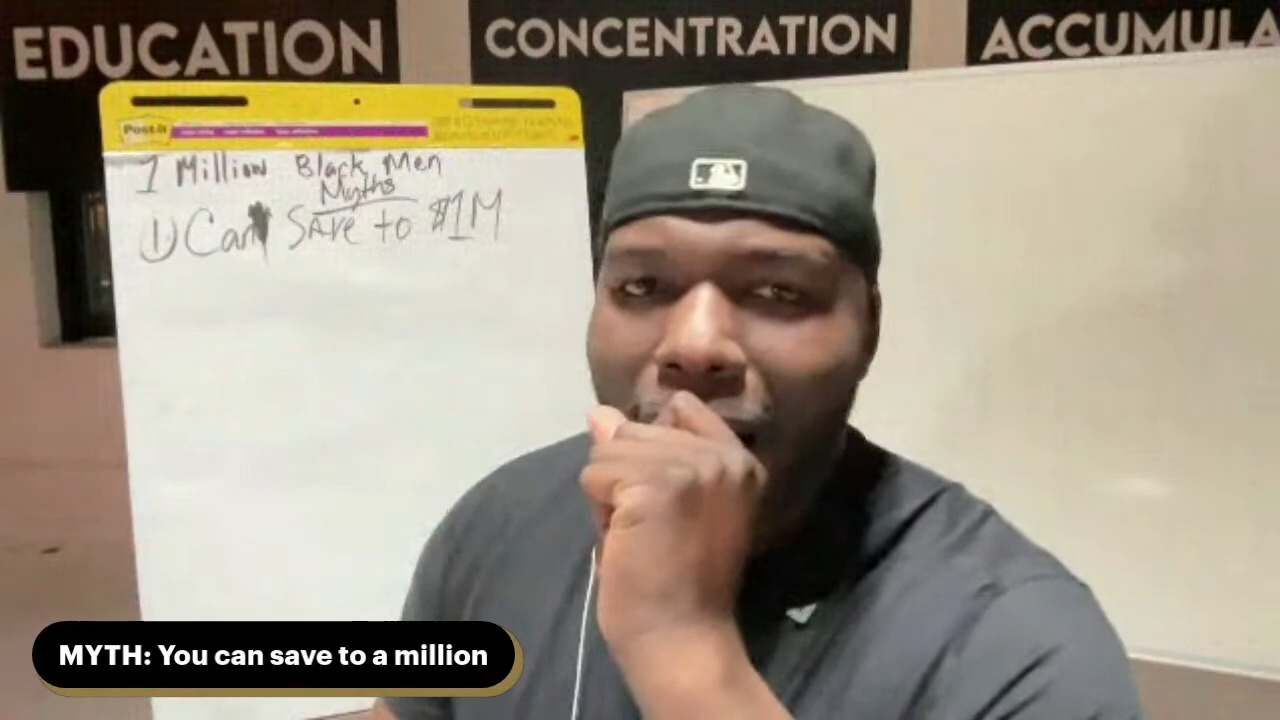 EDUCATION
CONCENTRATION
ACCUMULA
Post-it
1 Million Black Men
Myths
① Can Save to $1M
MYTH: You can save to a million